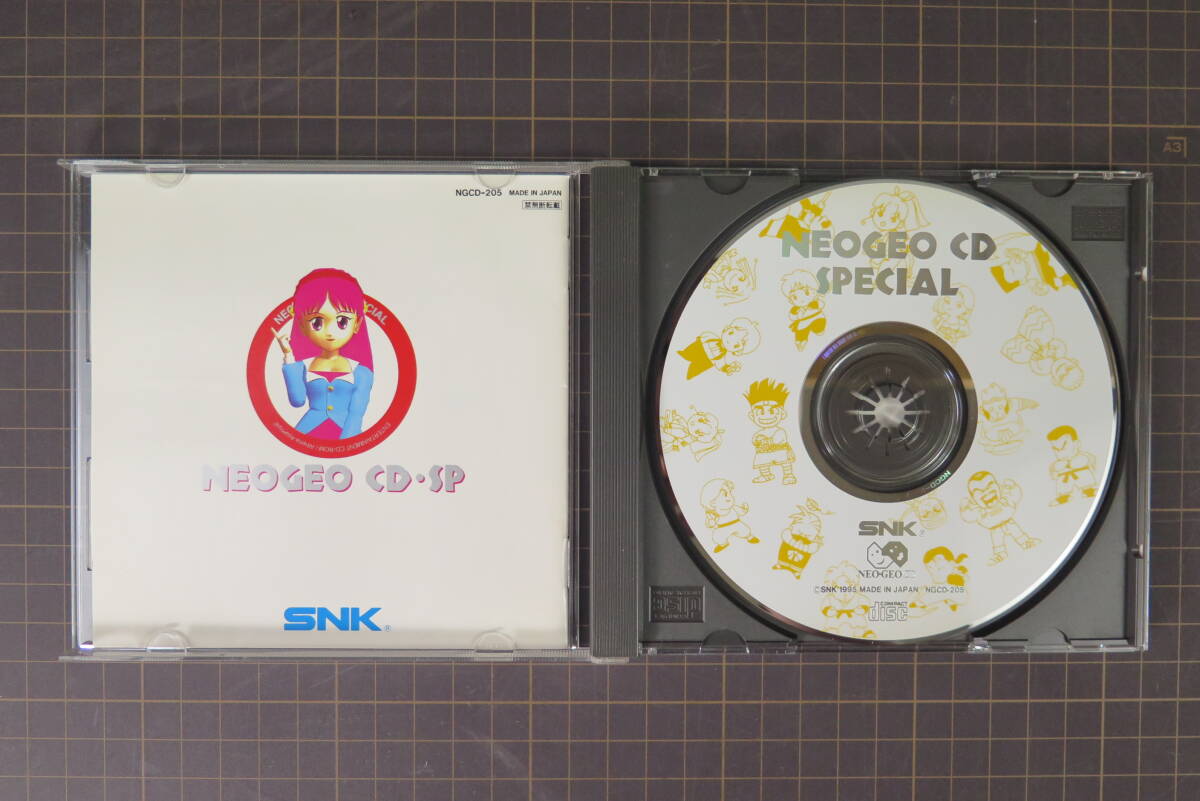 NGCD-205 MADE IN JAPAN
禁無断転載
NEOGEO CD•SP
SNK®
NEOGEO CD
SPECIAL
SNK®
NEO•GEO CD
©SNK 1995 MADE IN JAPAN NGCD-205
COMPACT
disc
A3